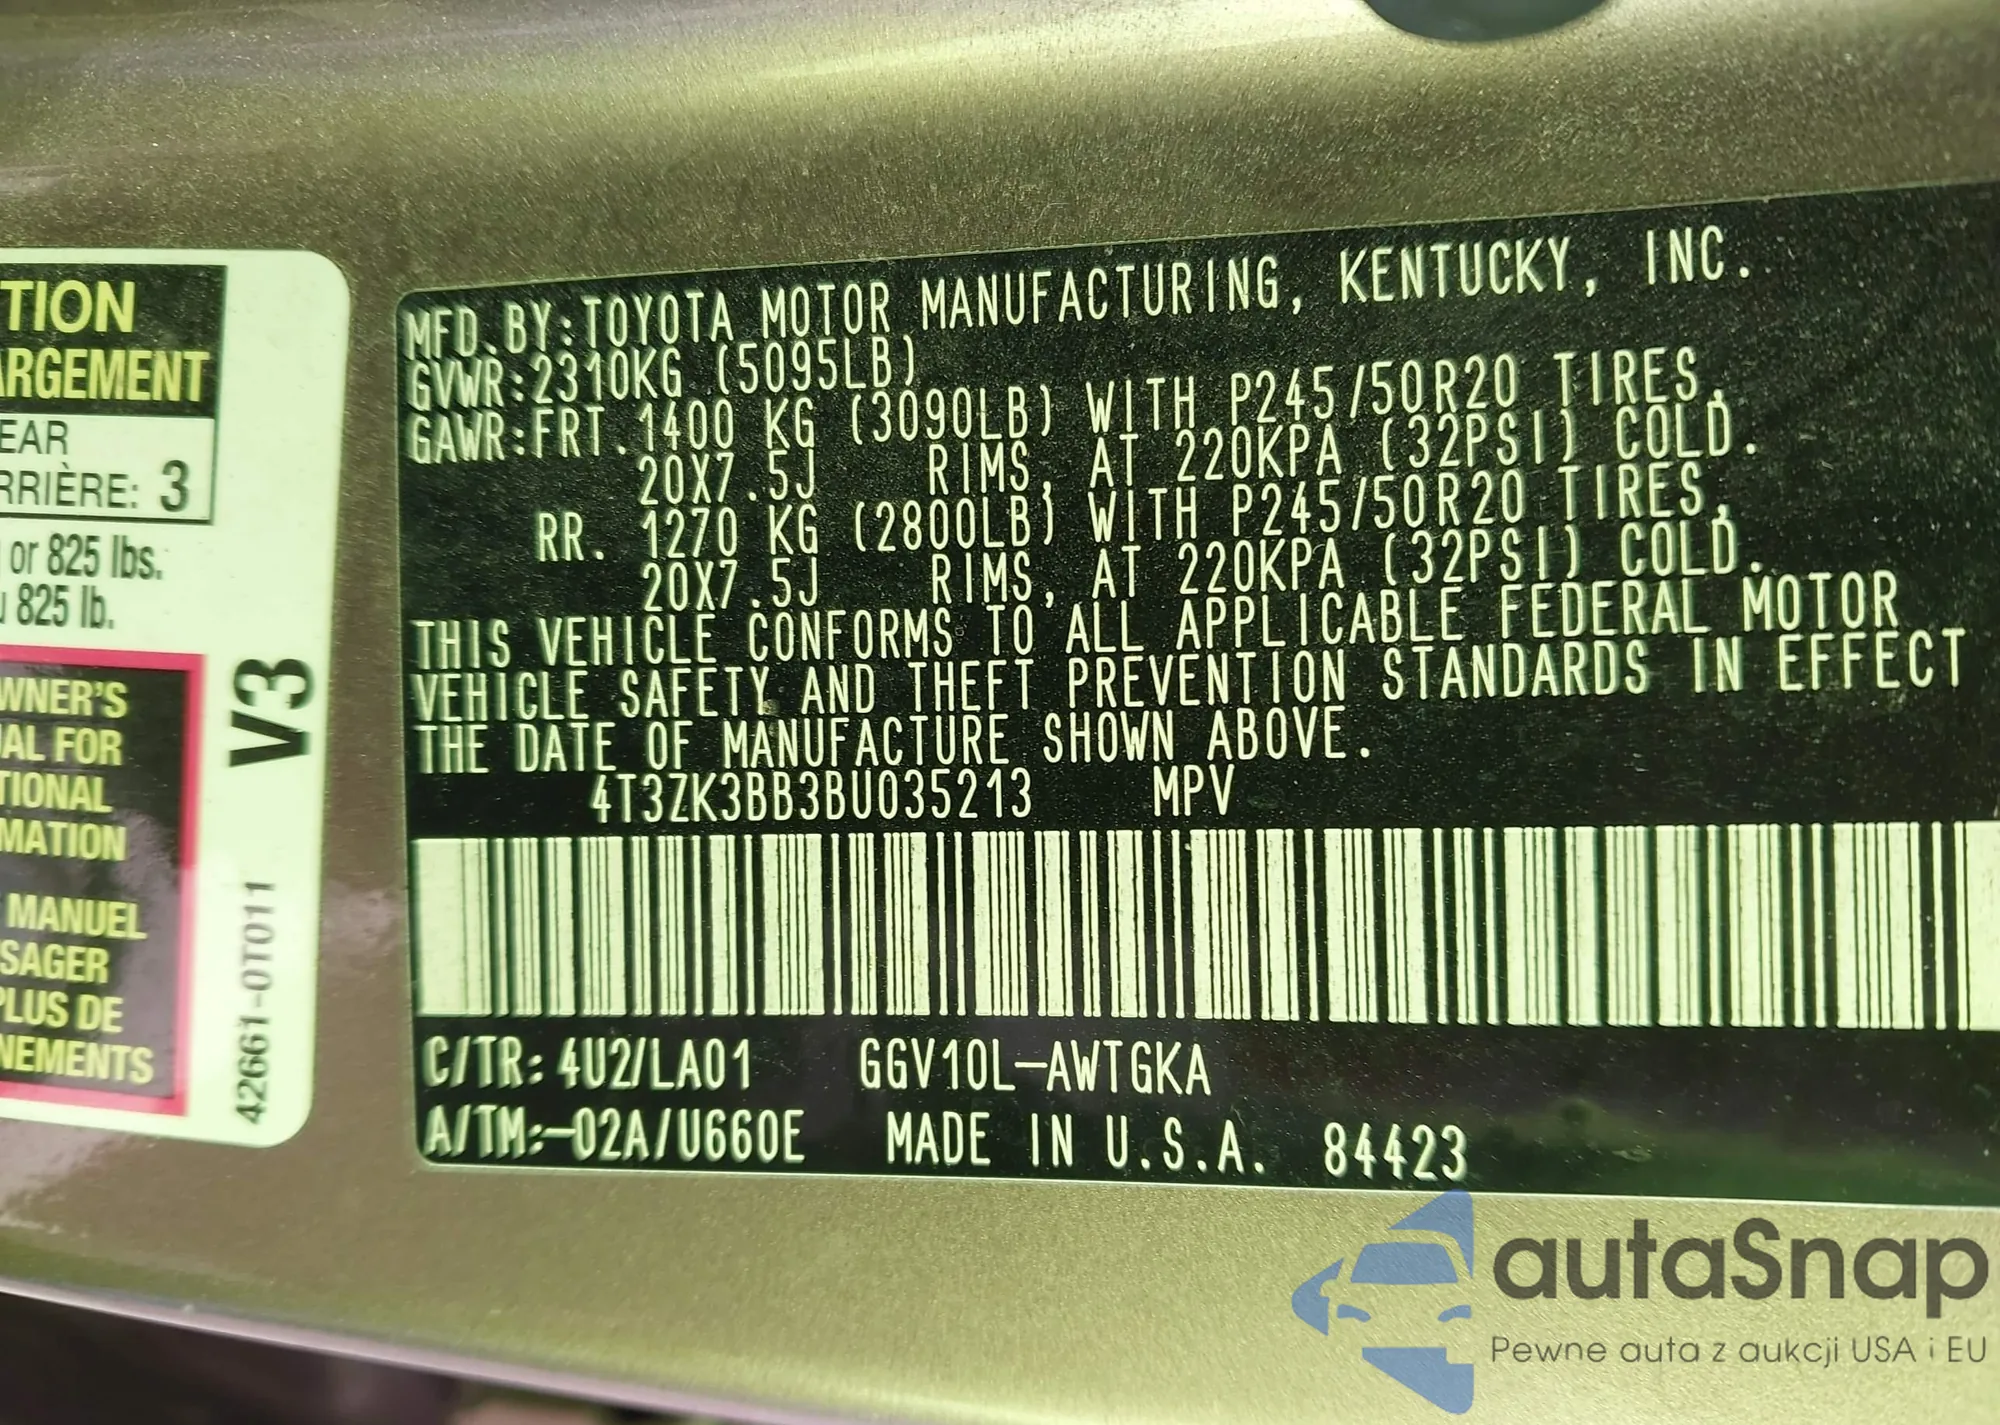 TION
ARGEMENT
EAR
RRIÈRE: 3
or 825 lbs.
825 lb.
WNER'S
AL FOR
TIONAL
MATION
MANUEL
SAGER
PLUS DE
NEMENTS
V3
42661-0T011
MFD. BY:TOYOTA MOTOR MANUFACTURING, KENTUCKY, INC.
GVWR:2310KG (5095LB)
GAWR:FRT. 1400 KG (3090LB) WITH P245/50R20 TIRES,
20X7.5J RIMS, AT 220KPA (32PSI) COLD.
RR. 1270 KG (2800LB) WITH P245/50R20 TIRES,
20X7.5J RIMS, AT 220KPA (32PSI) COLD.
THIS VEHICLE CONFORMS TO ALL APPLICABLE FEDERAL MOTOR
VEHICLE SAFETY AND THEFT PREVENTION STANDARDS IN EFFECT
THE DATE OF MANUFACTURE SHOWN ABOVE.
4T3ZK3BB3BU035213 MPV
C/TR: 4U2/LA01 GGV10L-AWTGKA
A/TM:-02A/U660E MADE IN U.S.A. 84423
autaSnap
Pewne auta z aukcji USA i EU